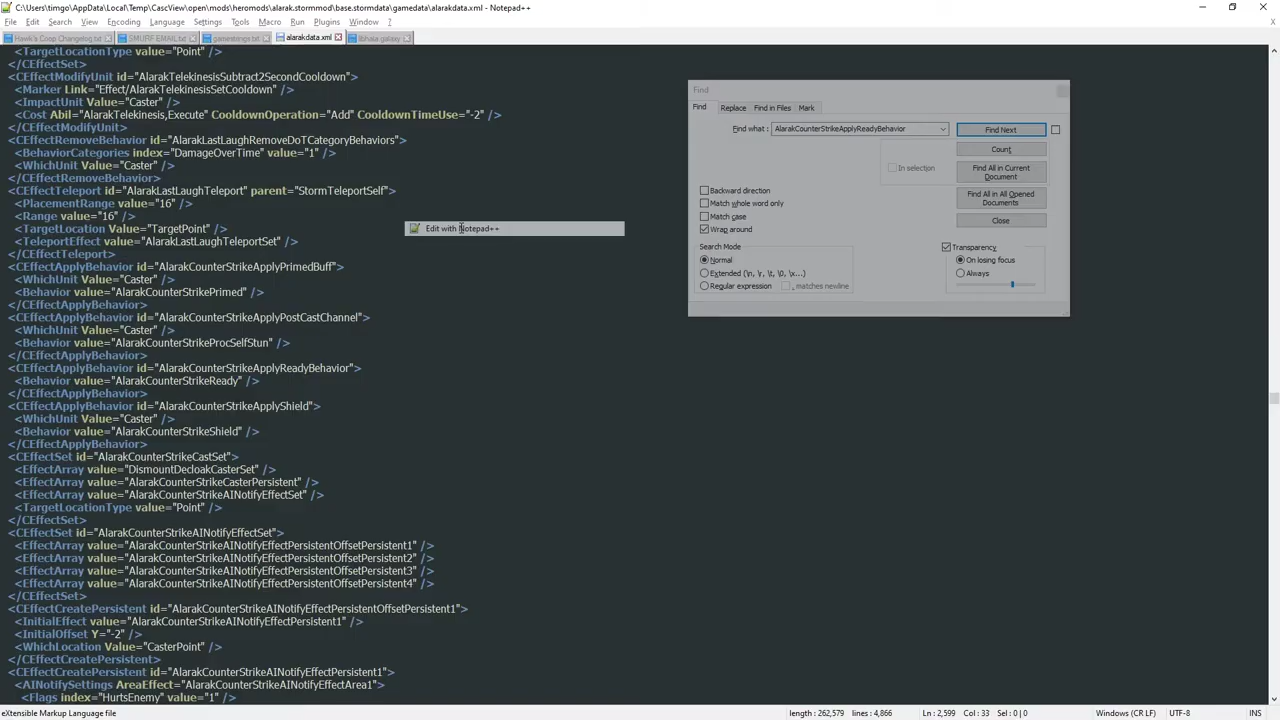 C:\Users\timgo\AppData\Local\Temp\CascView\open\mods\heromods\alarak.stormmod\base.stormdata\gamedata\alarakdata.xml - Notepad++
File Edit Search View Encoding Language Settings Tools Macro Run Plugins Window ?
Hawk's Coop Changelog.txt SMURF EMAIL.txt gamestrings.txt alarakdata.xml libhala.galaxy
<TargetLocationType value="Point" />
</CEffectSet>
<CEffectModifyUnit id="AlarakTelekinesisSubtract2SecondCooldown">
<Marker Link="Effect/AlarakTelekinesisSetCooldown" />
<ImpactUnit Value="Caster" />
<Cost Abil="AlarakTelekinesis,Execute" CooldownOperation="Add" CooldownTimeUse="-2" />
</CEffectModifyUnit>
<CEffectRemoveBehavior id="AlarakLastLaughRemoveDoTCategoryBehaviors">
<BehaviorCategories index="DamageOverTime" value="1" />
<WhichUnit Value="Caster" />
</CEffectRemoveBehavior>
<CEffectTeleport id="AlarakLastLaughTeleport" parent="StormTeleportSelf">
<PlacementRange value="16" />
<Range value="16" />
<TargetLocation Value="TargetPoint" />
<TeleportEffect value="AlarakLastLaughTeleportSet" />
</CEffectTeleport>
<CEffectApplyBehavior id="AlarakCounterStrikeApplyPrimedBuff">
<WhichUnit Value="Caster" />
<Behavior value="AlarakCounterStrikePrimed" />
</CEffectApplyBehavior>
<CEffectApplyBehavior id="AlarakCounterStrikeApplyPostCastChannel">
<WhichUnit Value="Caster" />
<Behavior value="AlarakCounterStrikeProcSelfStun" />
</CEffectApplyBehavior>
<CEffectApplyBehavior id="AlarakCounterStrikeApplyReadyBehavior">
<Behavior value="AlarakCounterStrikeReady" />
</CEffectApplyBehavior>
<CEffectApplyBehavior id="AlarakCounterStrikeApplyShield">
<WhichUnit Value="Caster" />
<Behavior value="AlarakCounterStrikeShield" />
</CEffectApplyBehavior>
<CEffectSet id="AlarakCounterStrikeCastSet">
<EffectArray value="DismountDecloakCasterSet" />
<EffectArray value="AlarakCounterStrikeCasterPersistent" />
<EffectArray value="AlarakCounterStrikeAINotifyEffectSet" />
<TargetLocationType value="Point" />
</CEffectSet>
<CEffectSet id="AlarakCounterStrikeAINotifyEffectSet">
<EffectArray value="AlarakCounterStrikeAINotifyEffectPersistentOffsetPersistent1" />
<EffectArray value="AlarakCounterStrikeAINotifyEffectPersistentOffsetPersistent2" />
<EffectArray value="AlarakCounterStrikeAINotifyEffectPersistentOffsetPersistent3" />
<EffectArray value="AlarakCounterStrikeAINotifyEffectPersistentOffsetPersistent4" />
</CEffectSet>
<CEffectCreatePersistent id="AlarakCounterStrikeAINotifyEffectPersistentOffsetPersistent1">
<InitialEffect value="AlarakCounterStrikeAINotifyEffectPersistent1" />
<InitialOffset Y="-2" />
<WhichLocation Value="CasterPoint" />
</CEffectCreatePersistent>
<CEffectCreatePersistent id="AlarakCounterStrikeAINotifyEffectPersistent1">
<AINotifySettings AreaEffect="AlarakCounterStrikeAINotifyEffectArea1">
<Flags index="HurtsEnemy" value="1" />
Edit with Notepad++
Find
Find Replace Find in Files Mark
Find what : AlarakCounterStrikeApplyReadyBehavior Find Next
Count
In selection
Find All in Current Document
Find All in All Opened Documents
Close
Backward direction
Match whole word only
Match case
Wrap around
Search Mode
Normal
Extended (\n, \r, \t, \0, \x...)
Regular expression . matches newline
Transparency
On losing focus
Always
eXtensible Markup Language file length : 262,579 lines : 4,866 Ln : 2,599 Col : 33 Sel : 0 | 0 Windows (CR LF) UTF-8 INS